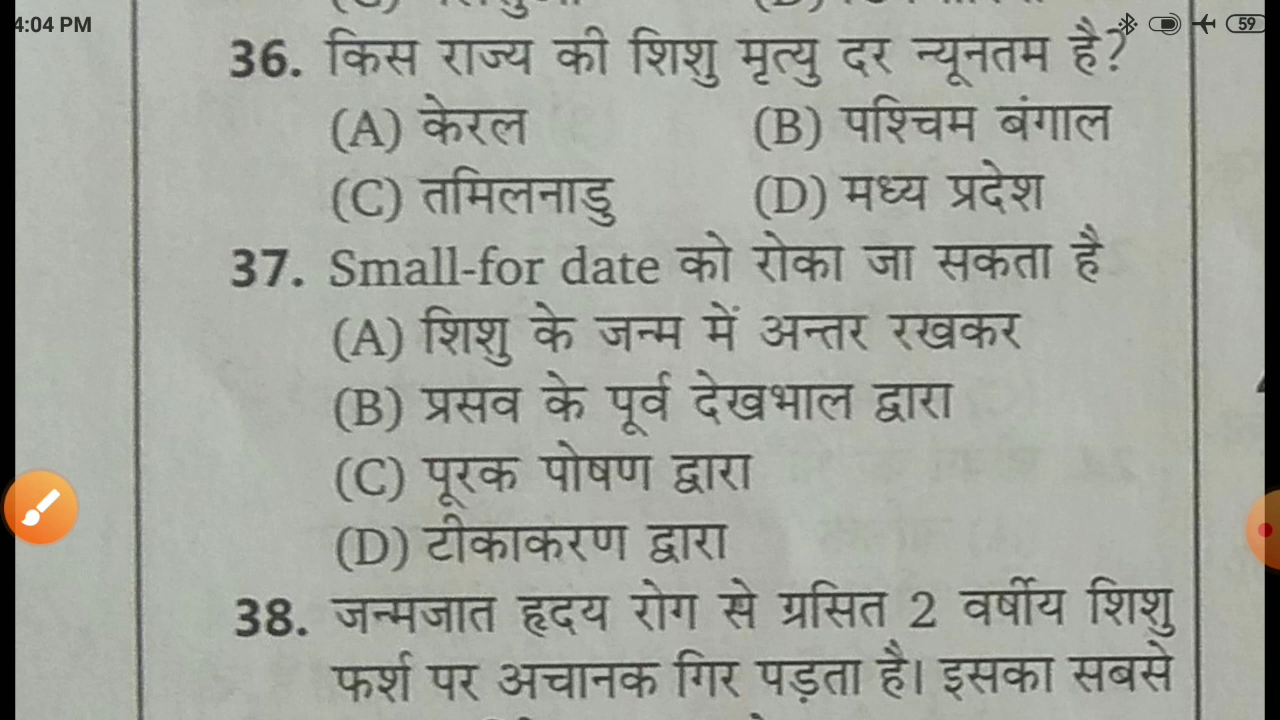 4:04 PM
59
36. किस राज्य की शिशु मृत्यु दर न्यूनतम है?
(A) केरल (B) पश्चिम बंगाल
(C) तमिलनाडु (D) मध्य प्रदेश
37. Small-for date को रोका जा सकता है
(A) शिशु के जन्म में अन्तर रखकर
(B) प्रसव के पूर्व देखभाल द्वारा
(C) पूरक पोषण द्वारा
(D) टीकाकरण द्वारा
38. जन्मजात हृदय रोग से ग्रसित 2 वर्षीय शिशु
फर्श पर अचानक गिर पड़ता है। इसका सबसे